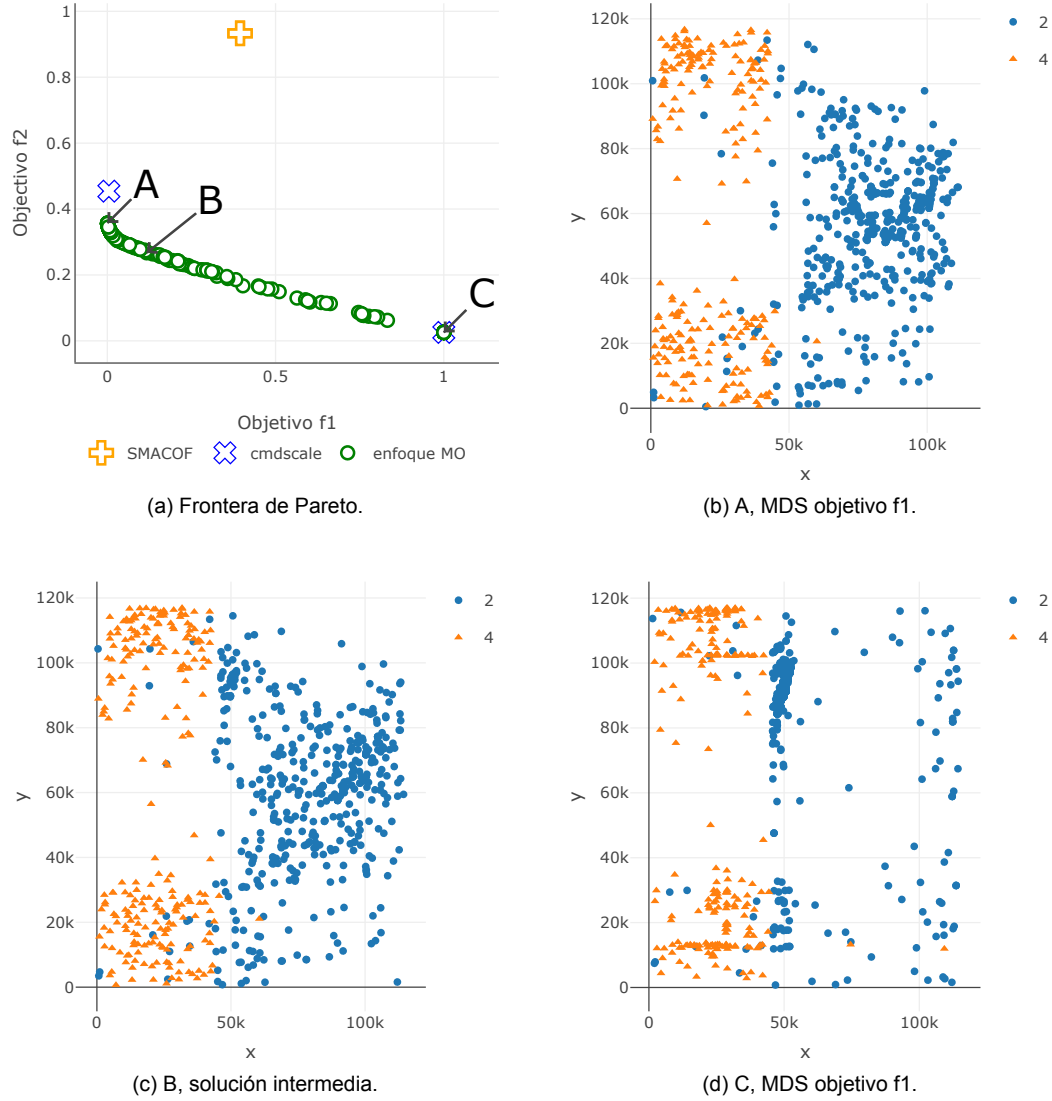 1
0.8
0.6
0.4
0.2
0
Objectivo f2
A
B
C
0
0.5
1
Objetivo f1
SMACOF
cmdscale
enfoque MO
(a) Frontera de Pareto.
120k
100k
80k
60k
40k
20k
0
y
0
50k
100k
x
2
4
(b) A, MDS objetivo f1.
120k
100k
80k
60k
40k
20k
0
y
0
50k
100k
x
2
4
(c) B, solución intermedia.
120k
100k
80k
60k
40k
20k
0
y
0
50k
100k
x
2
4
(d) C, MDS objetivo f1.